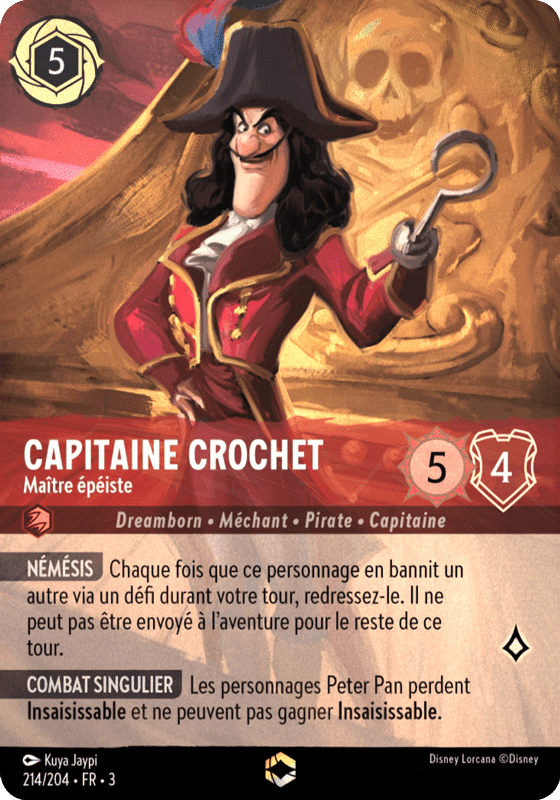 5
CAPITAINE CROCHET
Maître épéiste
5
4
Dreamborn • Méchant • Pirate • Capitaine
NÉMÉSIS Chaque fois que ce personnage en bannit un
autre via un défi durant votre tour, redressez-le. Il ne
peut pas être envoyé à l'aventure pour le reste de ce
tour.
COMBAT SINGULIER Les personnages Peter Pan perdent
Insaisissable et ne peuvent pas gagner Insaisissable.
Kuya Jaypi
214/204 • FR • 3
Disney Lorcana ©Disney